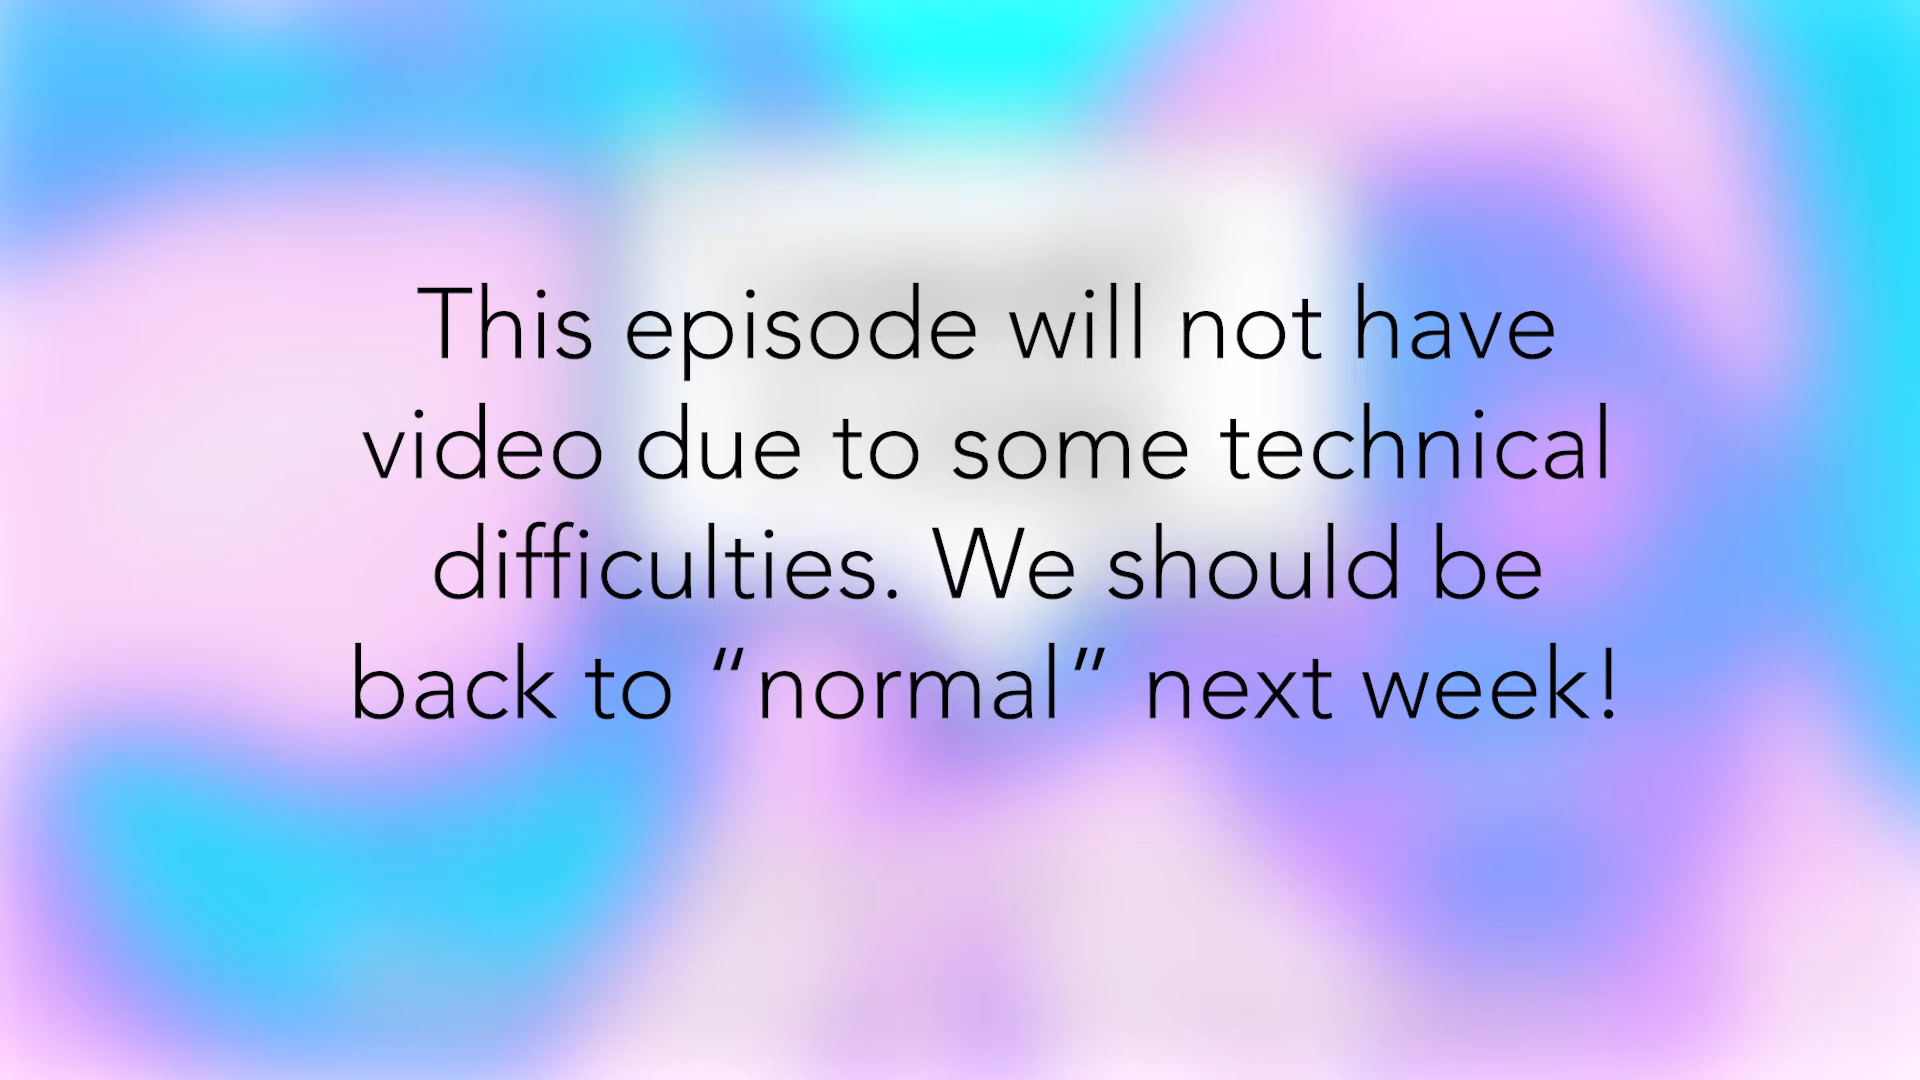 This episode will not have
video due to some technical
difficulties. We should be
back to “normal” next week!